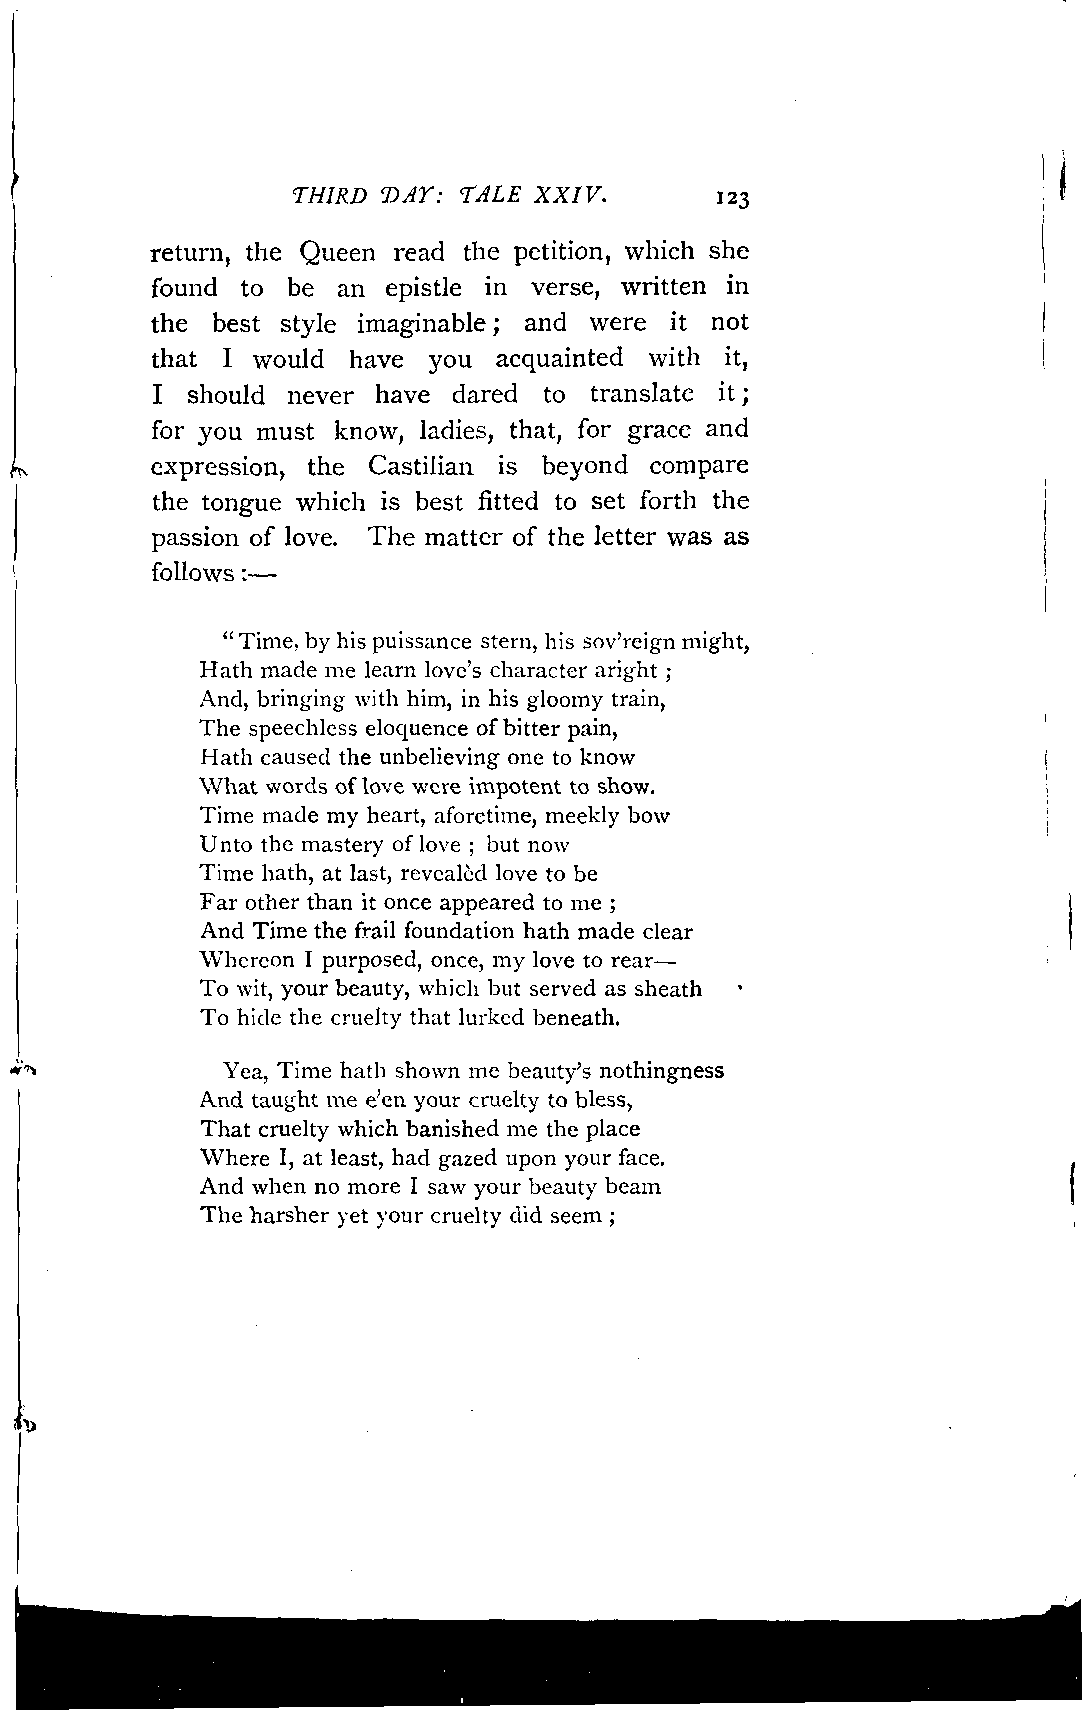 THIRD DAY: TALE XXIV. 123
return, the Queen read the petition, which she
found to be an epistle in verse, written in
the best style imaginable; and were it not
that I would have you acquainted with it,
I should never have dared to translate it;
for you must know, ladies, that, for grace and
expression, the Castilian is beyond compare
the tongue which is best fitted to set forth the
passion of love. The matter of the letter was as
follows:—
"Time, by his puissance stern, his sov'reign might,
Hath made me learn love's character aright;
And, bringing with him, in his gloomy train,
The speechless eloquence of bitter pain,
Hath caused the unbelieving one to know
What words of love were impotent to show.
Time made my heart, aforetime, meekly bow
Unto the mastery of love; but now
Time hath, at last, revealèd love to be
Far other than it once appeared to me;
And Time the frail foundation hath made clear
Whereon I purposed, once, my love to rear—
To wit, your beauty, which but served as sheath
To hide the cruelty that lurked beneath.
Yea, Time hath shown me beauty's nothingness
And taught me e'en your cruelty to bless,
That cruelty which banished me the place
Where I, at least, had gazed upon your face.
And when no more I saw your beauty beam
The harsher yet your cruelty did seem;